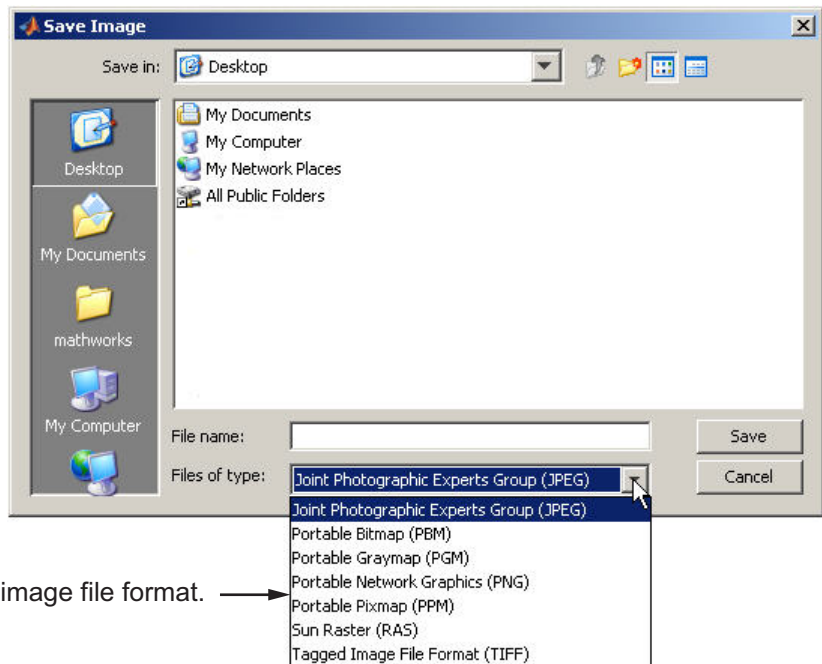 Save Image
Save in: Desktop
My Documents
My Computer
My Network Places
All Public Folders
Desktop
My Documents
mathworks
My Computer
File name:
Save
Files of type: Joint Photographic Experts Group (JPEG)
Cancel
Joint Photographic Experts Group (JPEG)
Portable Bitmap (PBM)
Portable Graymap (PGM)
Portable Network Graphics (PNG)
Portable Pixmap (PPM)
Sun Raster (RAS)
Tagged Image File Format (TIFF)
image file format.